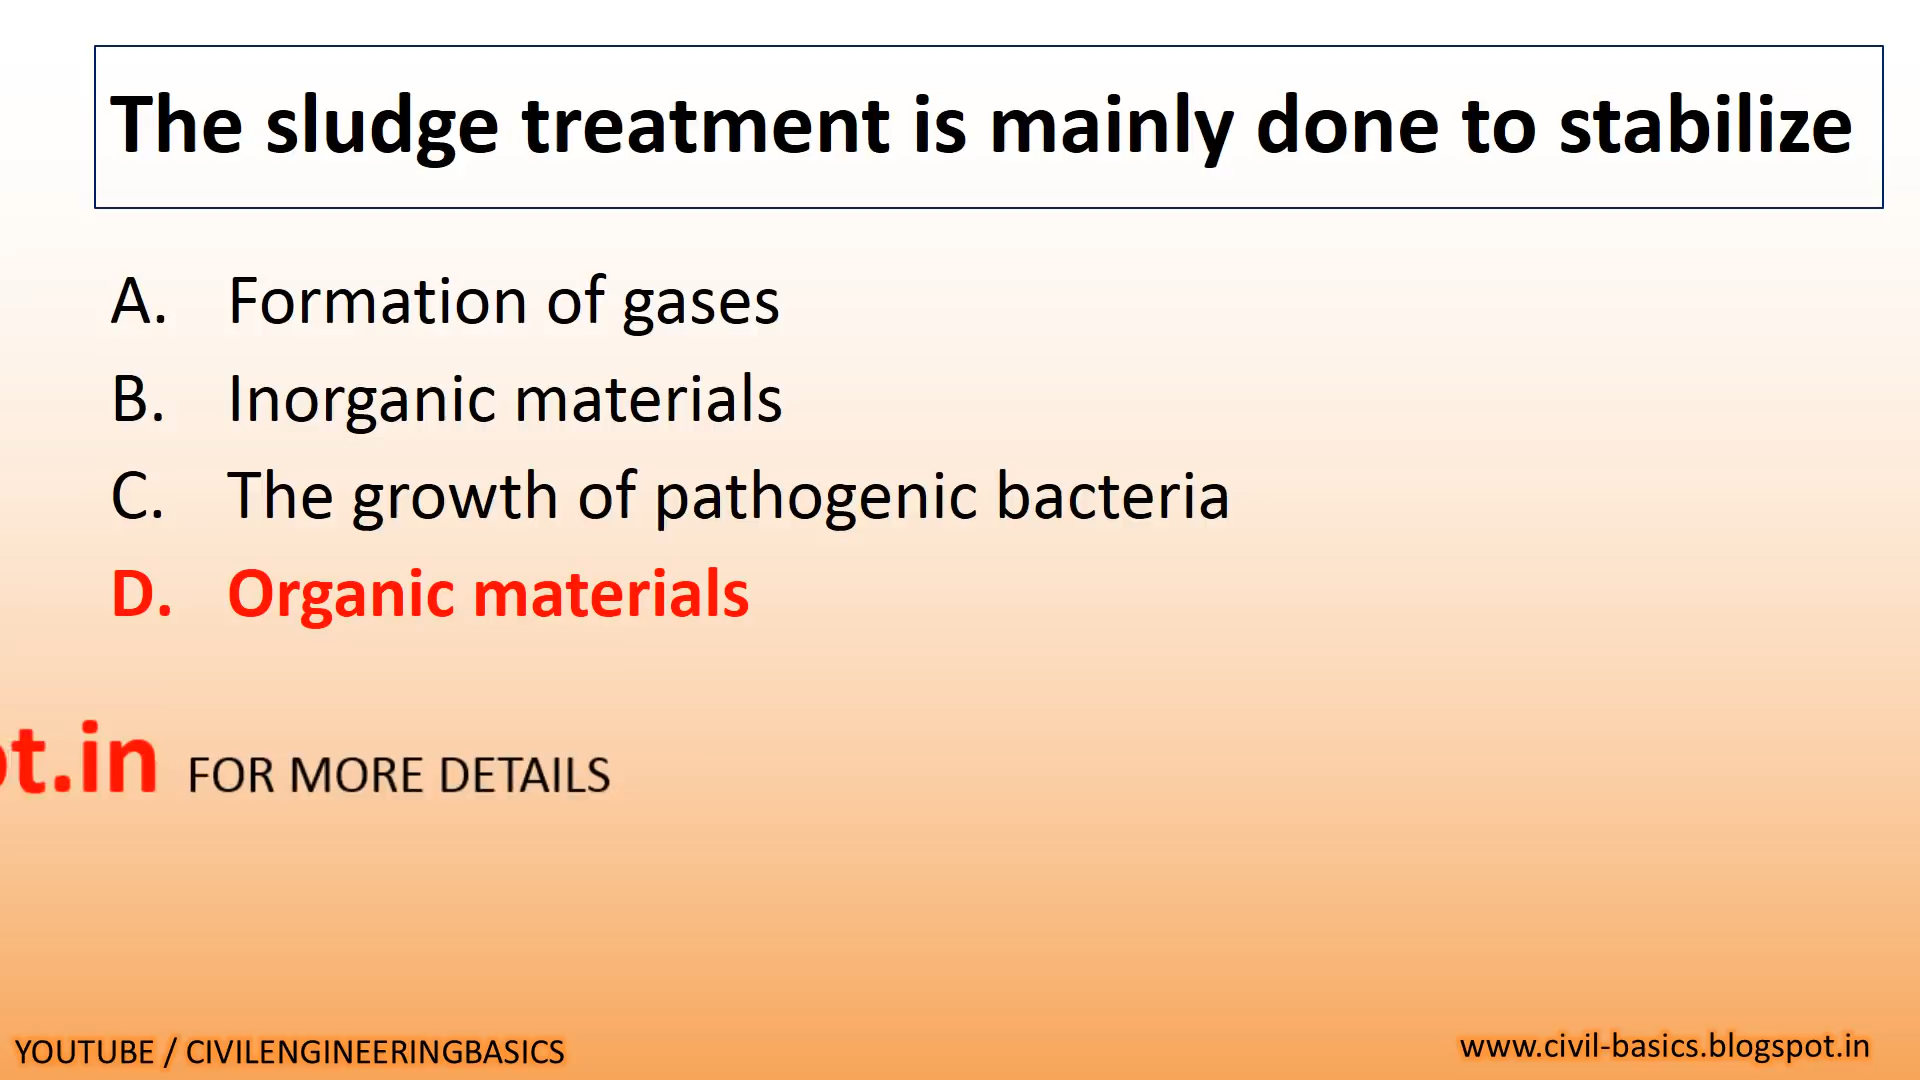 The sludge treatment is mainly done to stabilize
A. Formation of gases
B. Inorganic materials
C. The growth of pathogenic bacteria
D. Organic materials
t.in FOR MORE DETAILS
YOUTUBE / CIVILENGINEERINGBASICS
www.civil-basics.blogspot.in